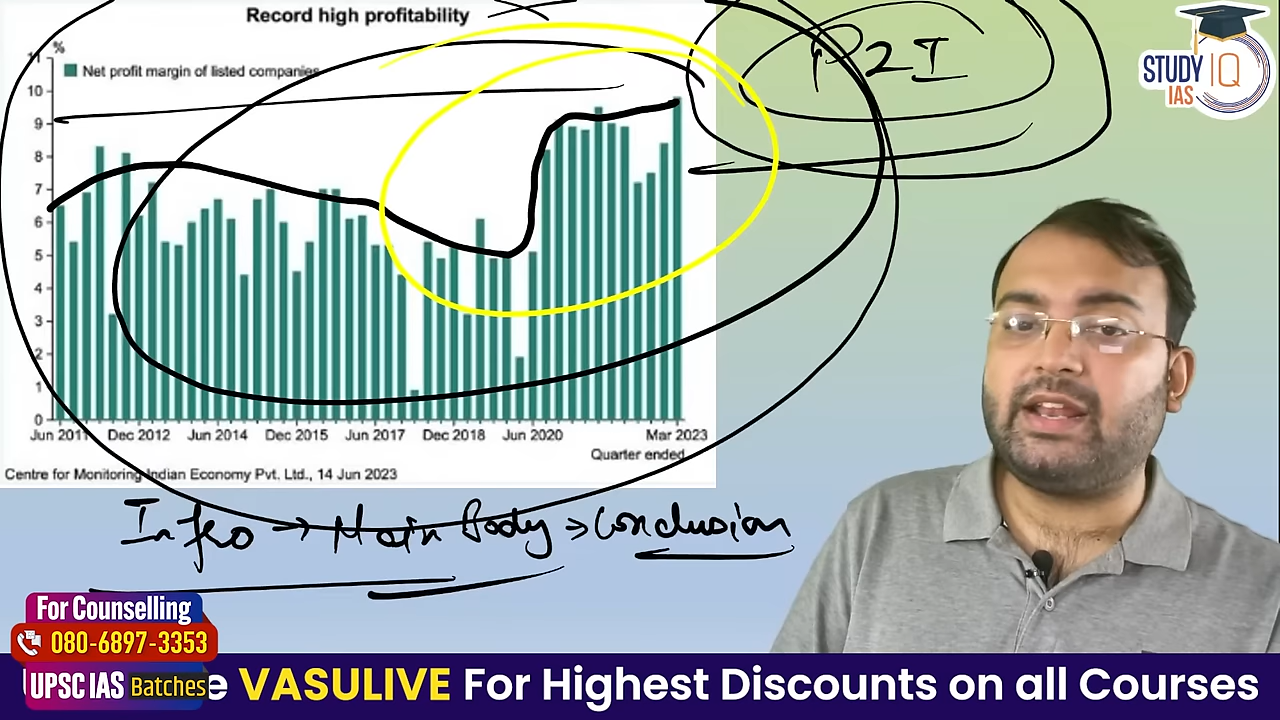 Record high profitability
%
Net profit margin of listed companies
11
10
9
8
7
6
5
4
3
2
1
0
Jun 2011 Dec 2012 Jun 2014 Dec 2015 Jun 2017 Dec 2018 Jun 2020 Mar 2023
Quarter ended
Centre for Monitoring Indian Economy Pvt. Ltd., 14 Jun 2023
P2I
STUDY IQ
IAS
Intro → Main Body → Conclusion
For Counselling
080-6897-3353
UPSC IAS Batches
e VASULIVE For Highest Discounts on all Courses